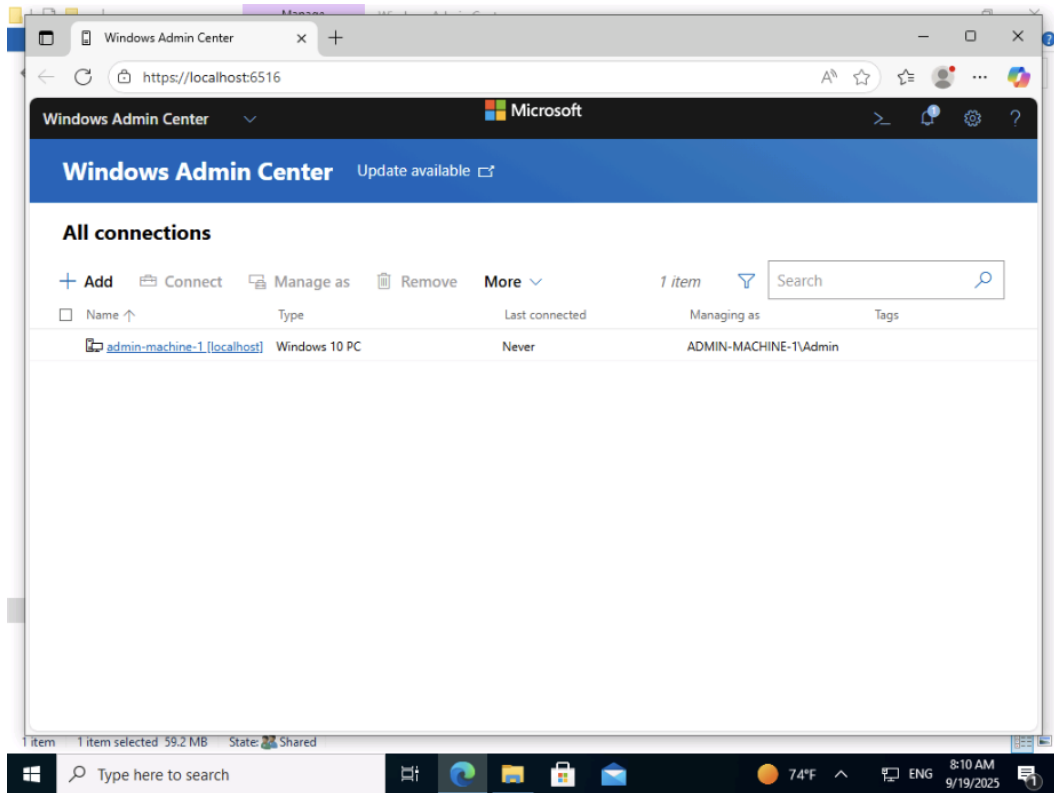 Manage
Windows Admin Center
https://localhost:6516
Windows Admin Center
Microsoft
1
Windows Admin Center Update available
All connections
Add Connect Manage as Remove More 1 item Search
Name Type Last connected Managing as Tags
admin-machine-1 [localhost] Windows 10 PC Never ADMIN-MACHINE-1\Admin
1 item 1 item selected 59.2 MB State: Shared
Type here to search 74°F ENG 8:10 AM
9/19/2025
1